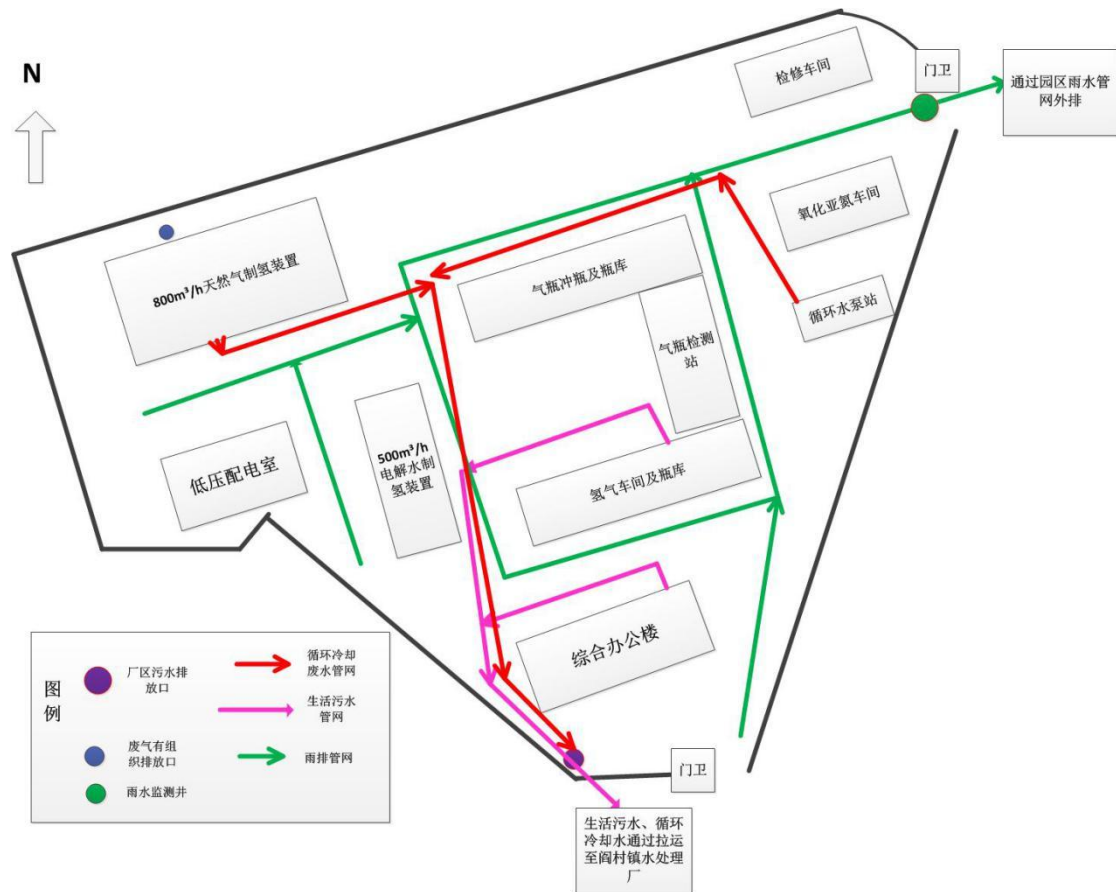 N
检修车间
门卫
通过园区雨水管
网外排
800m³/h天然气制氢装置
气瓶冲瓶及瓶库
氧化亚氮车间
循环水泵站
气瓶检测
站
低压配电室
500m³/h
电解水制
氢装置
氢气车间及瓶库
综合办公楼
门卫
生活污水、循环
冷却水通过拉运
至阎村镇水处理
厂
图
例
厂区污水排
放口
循环冷却
废水管网
生活污水
管网
废气有组
织排放口
雨排管网
雨水监测井